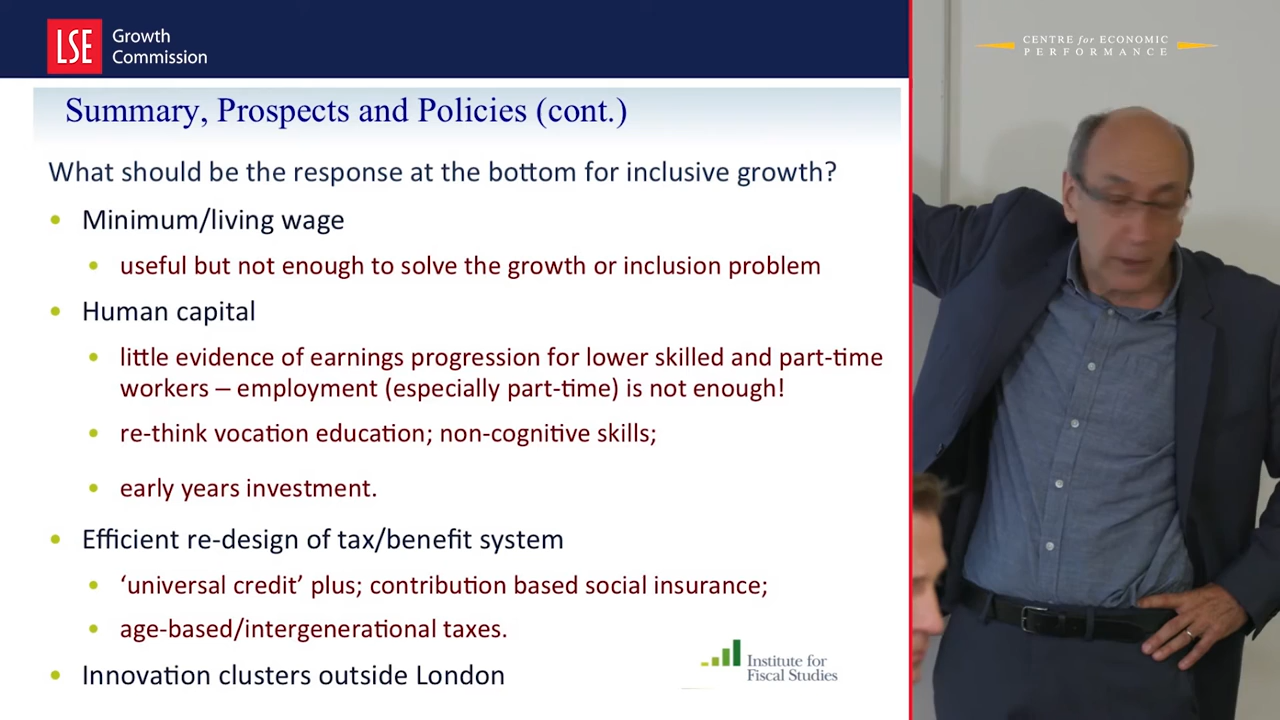 LSE
Growth
Commission
CENTRE for ECONOMIC
PERFORMANCE
Summary, Prospects and Policies (cont.)
What should be the response at the bottom for inclusive growth?
Minimum/living wage
useful but not enough to solve the growth or inclusion problem
Human capital
little evidence of earnings progression for lower skilled and part-time
workers – employment (especially part-time) is not enough!
re-think vocation education; non-cognitive skills;
early years investment.
Efficient re-design of tax/benefit system
‘universal credit’ plus; contribution based social insurance;
age-based/intergenerational taxes.
Innovation clusters outside London
Institute for
Fiscal Studies